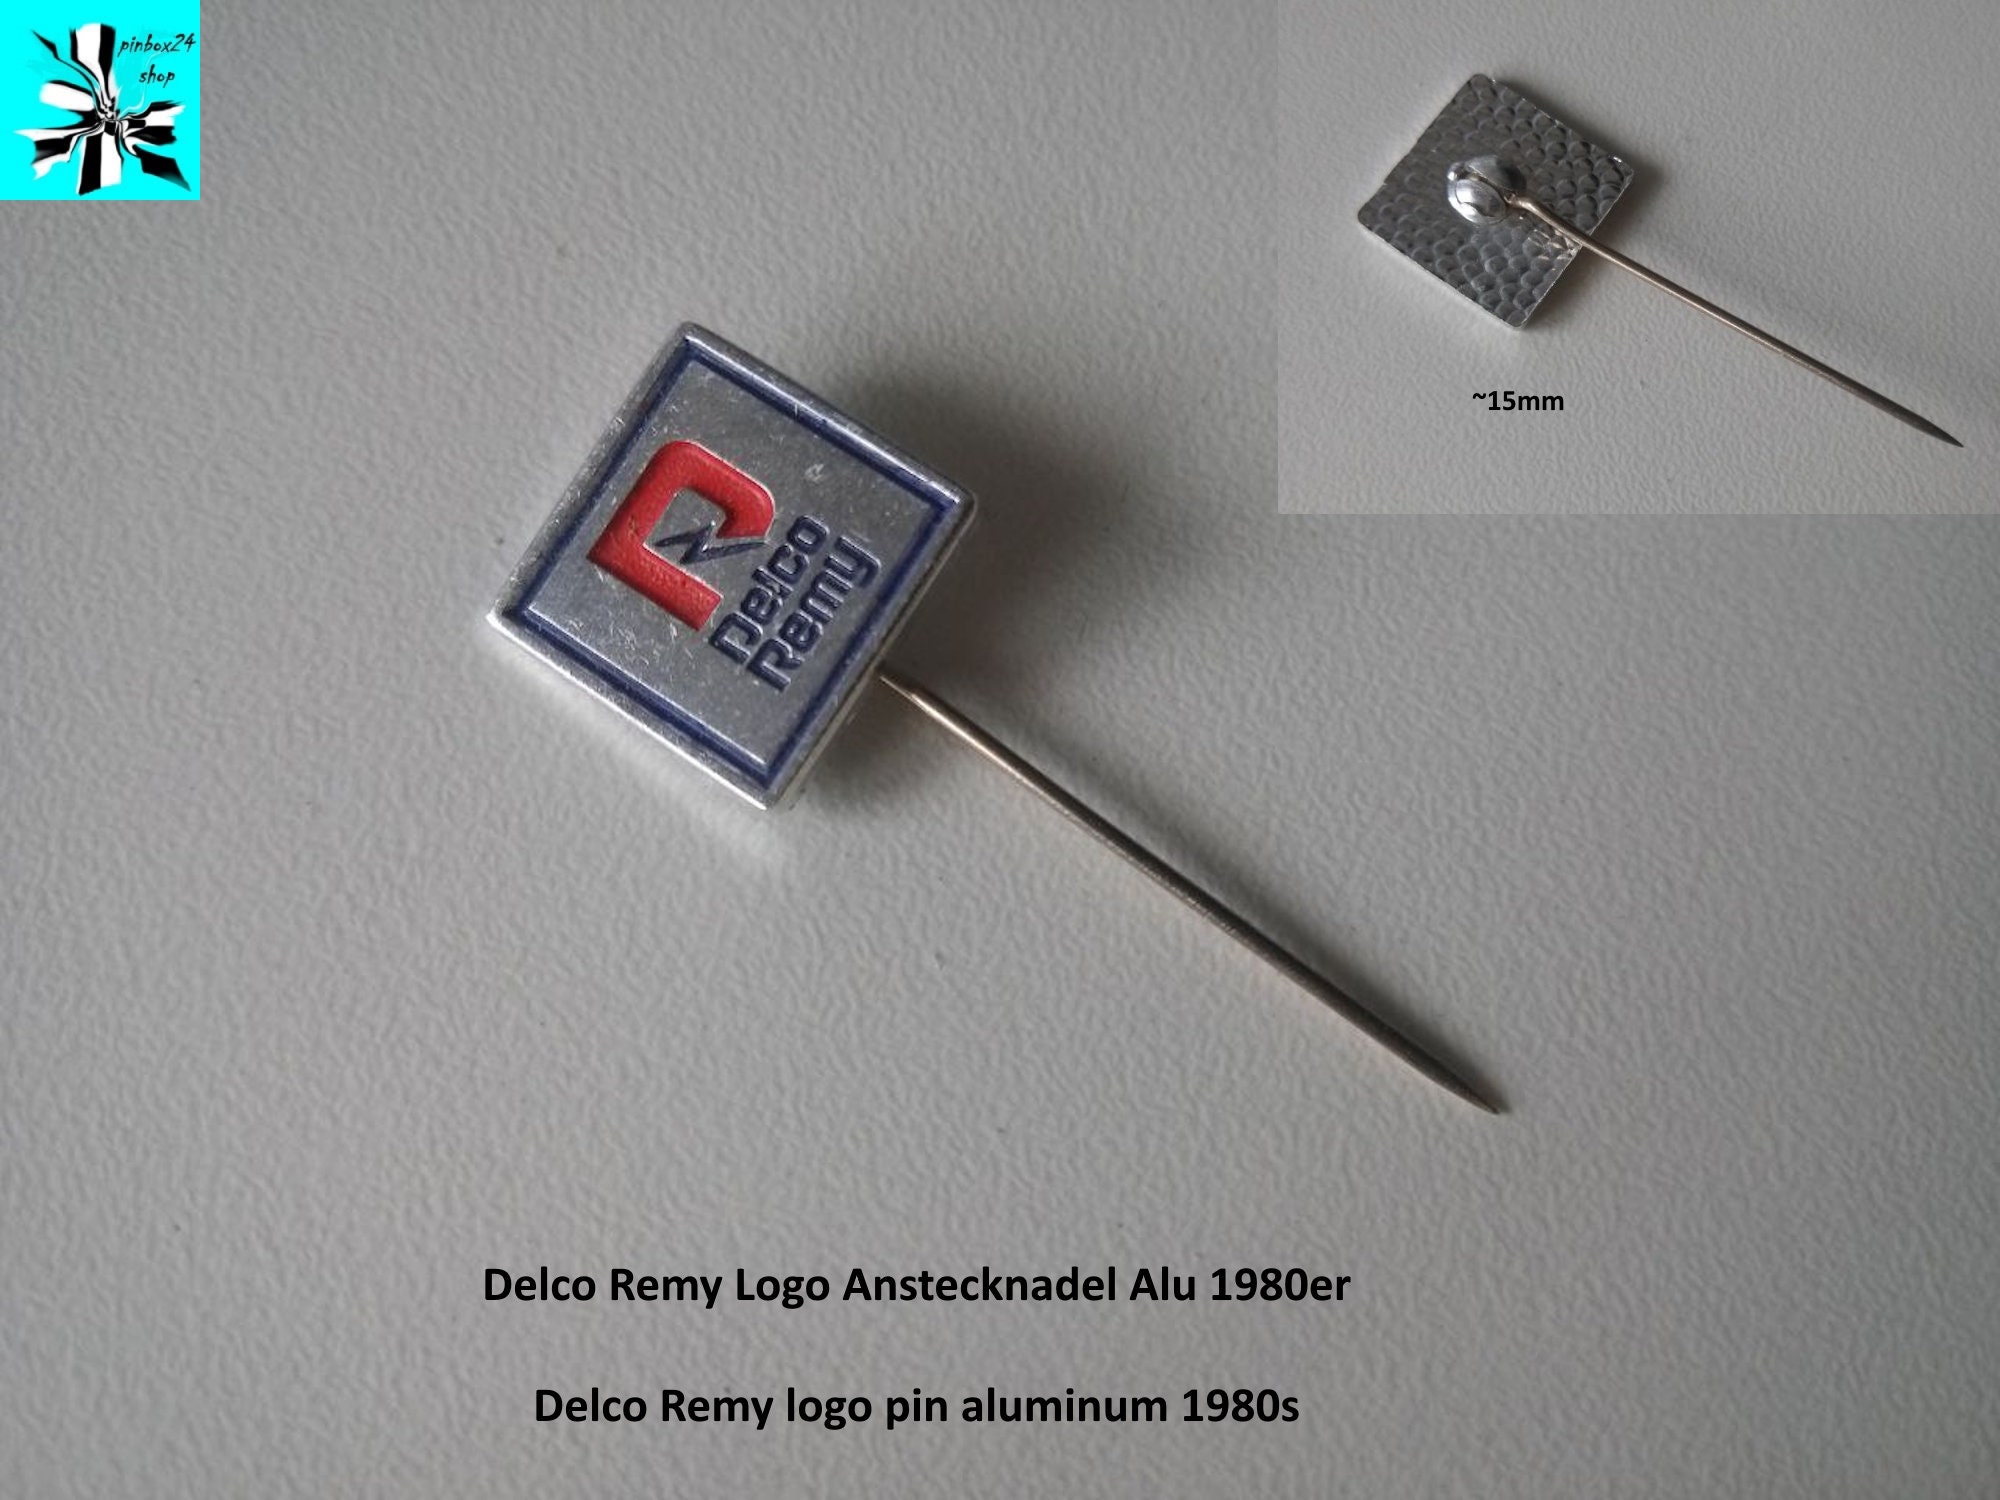 pinbox24
shop
~15mm
Delco
Remy
Delco Remy Logo Anstecknadel Alu 1980er
Delco Remy logo pin aluminum 1980s